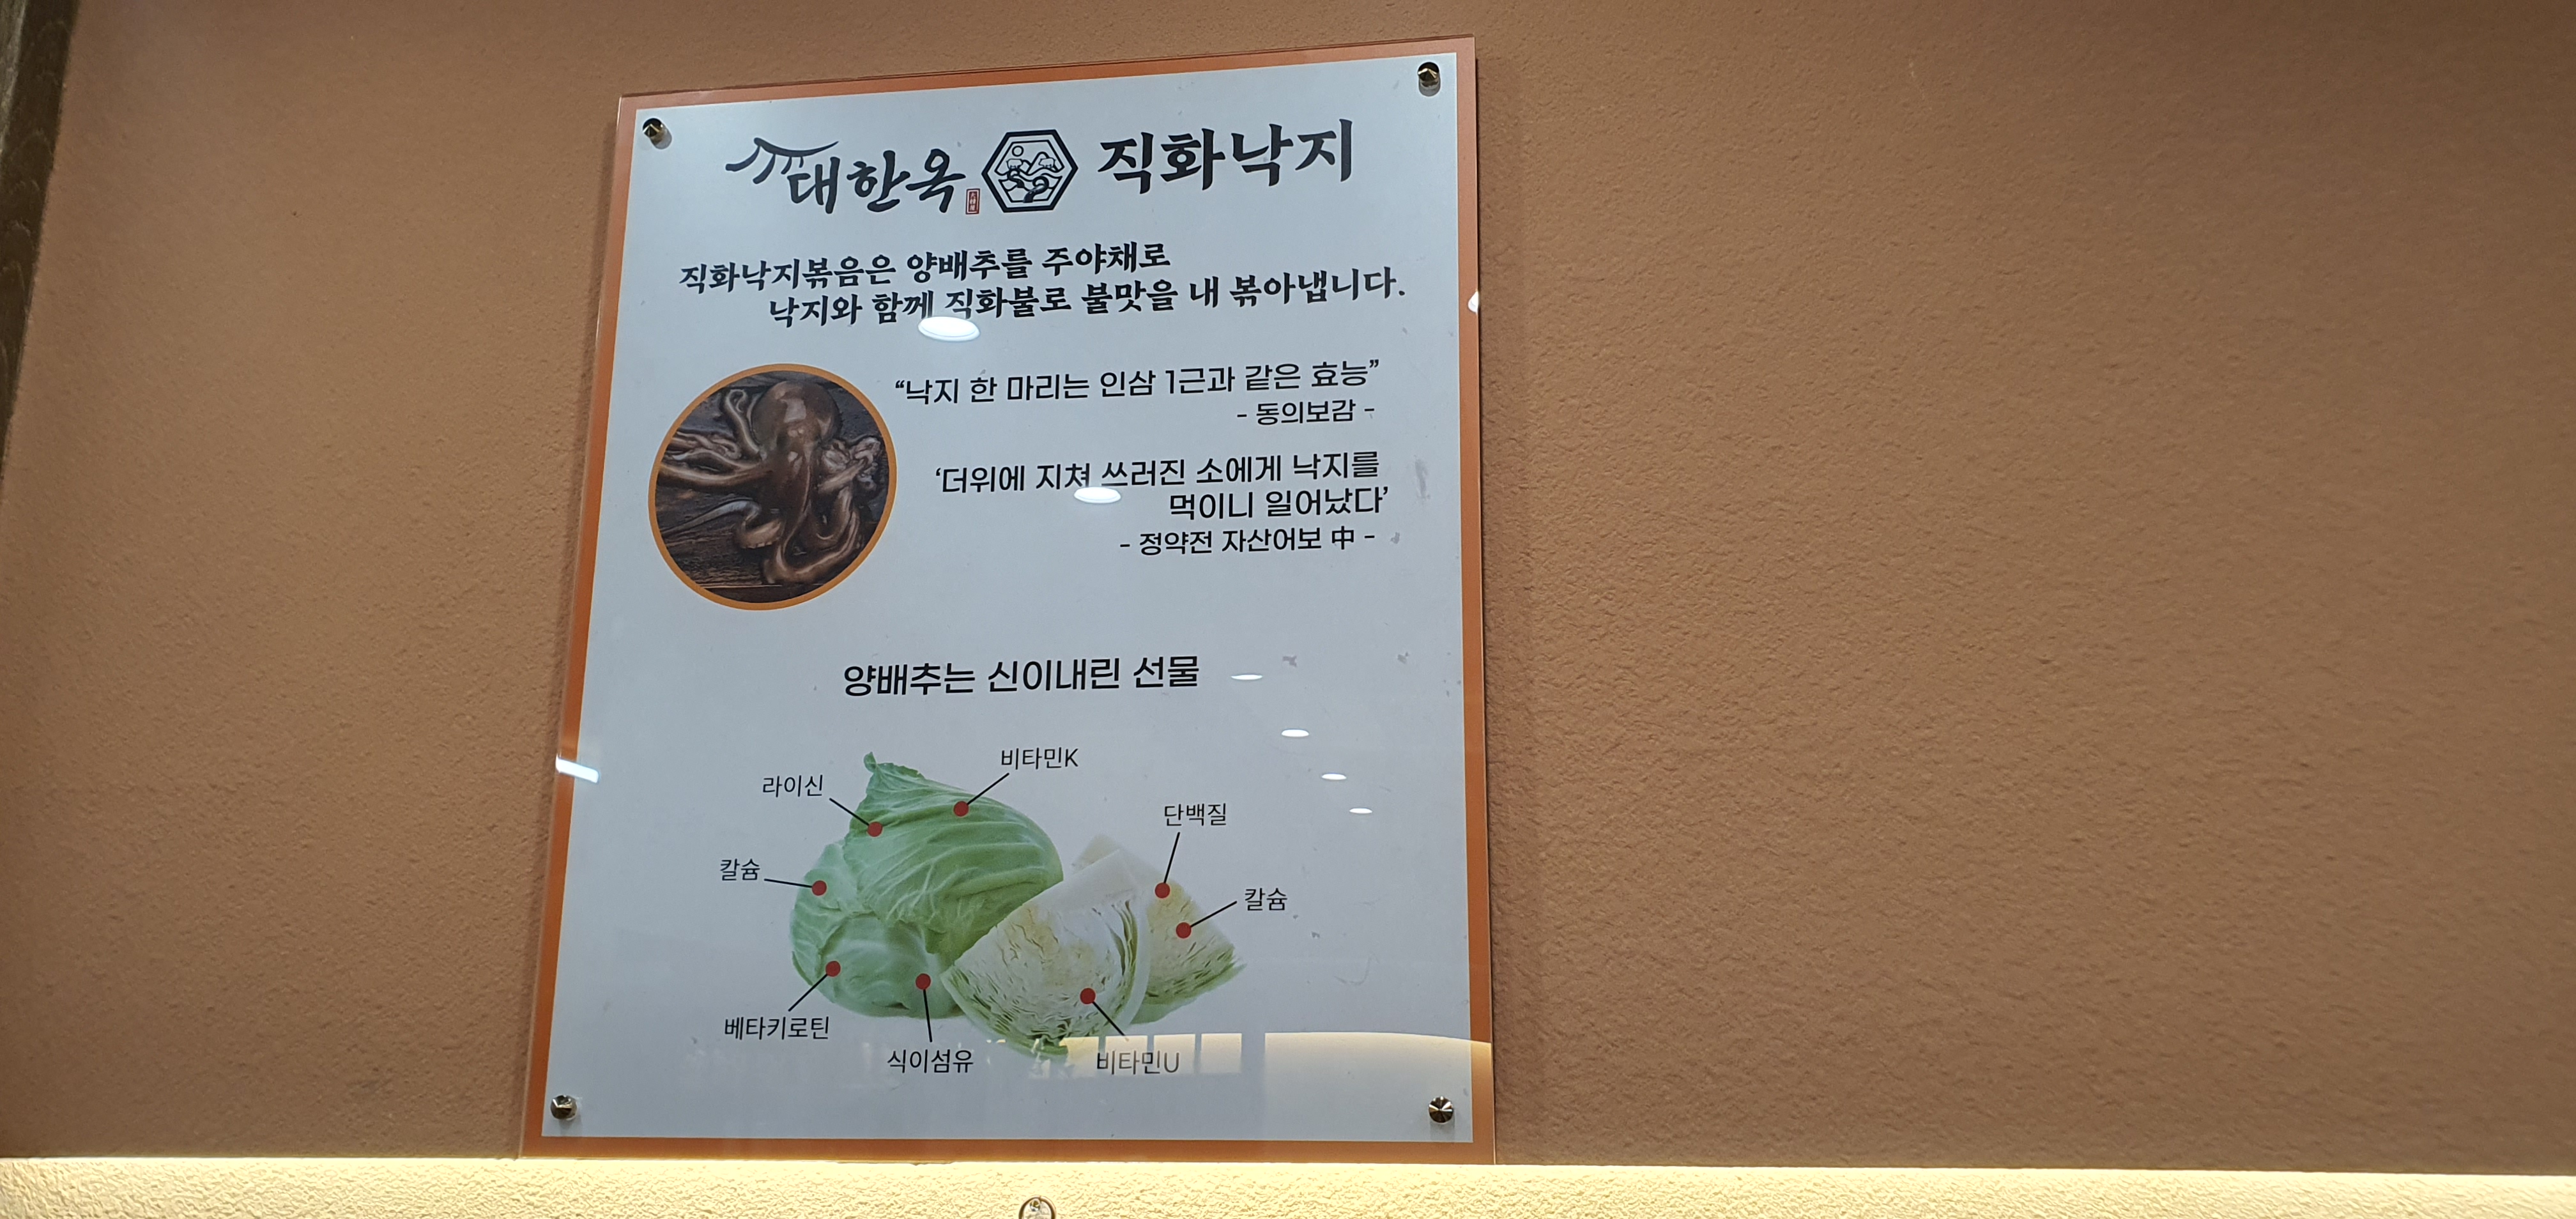 대한옥 직화낙지
직화낙지볶음은 양배추를 주야채로
낙지와 함께 직화불로 불맛을 내 볶아냅니다.
“낙지 한 마리는 인삼 1근과 같은 효능”
- 동의보감 -
‘더위에 지쳐 쓰러진 소에게 낙지를
먹이니 일어났다’
- 정약전 자산어보 中 -
양배추는 신이내린 선물
비타민K
라이신
단백질
칼슘
칼슘
베타키로틴
식이섬유
비타민U